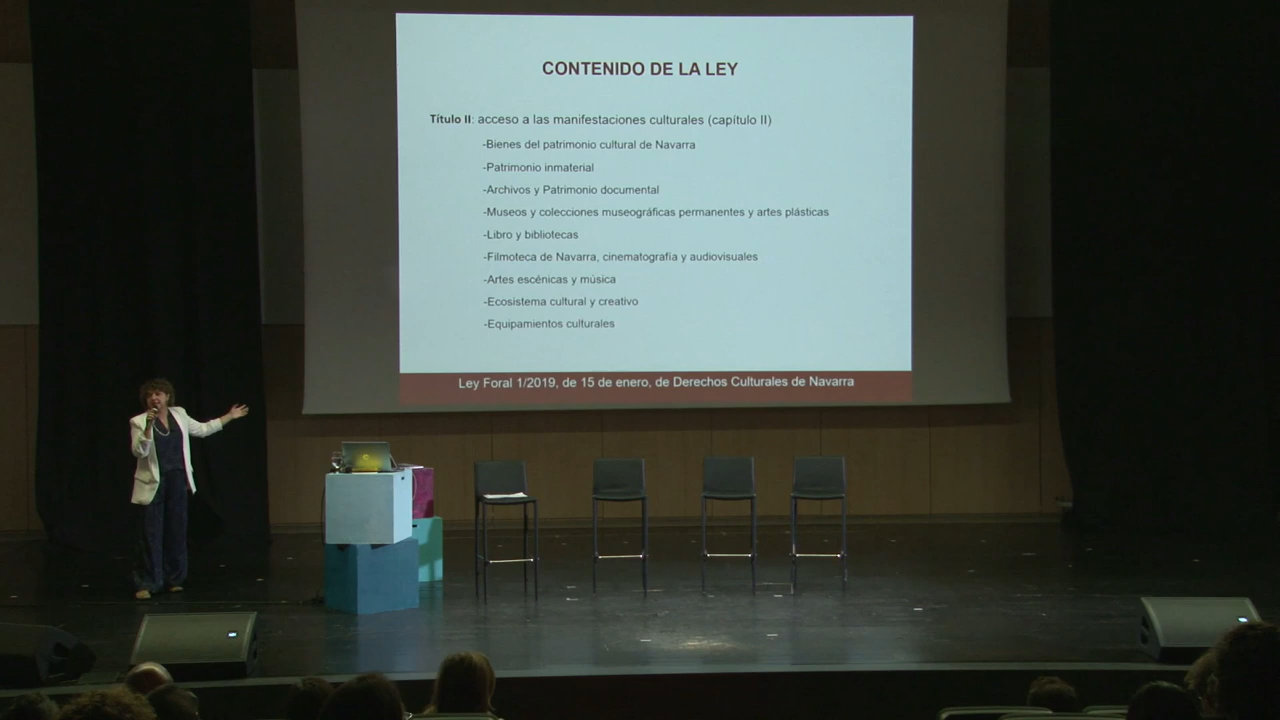 CONTENIDO DE LA LEY
Título II: acceso a las manifestaciones culturales (capítulo II)
-Bienes del patrimonio cultural de Navarra
-Patrimonio inmaterial
-Archivos y Patrimonio documental
-Museos y colecciones museográficas permanentes y artes plásticas
-Libro y bibliotecas
-Filmoteca de Navarra, cinematografía y audiovisuales
-Artes escénicas y música
-Ecosistema cultural y creativo
-Equipamientos culturales
Ley Foral 1/2019, de 15 de enero, de Derechos Culturales de Navarra